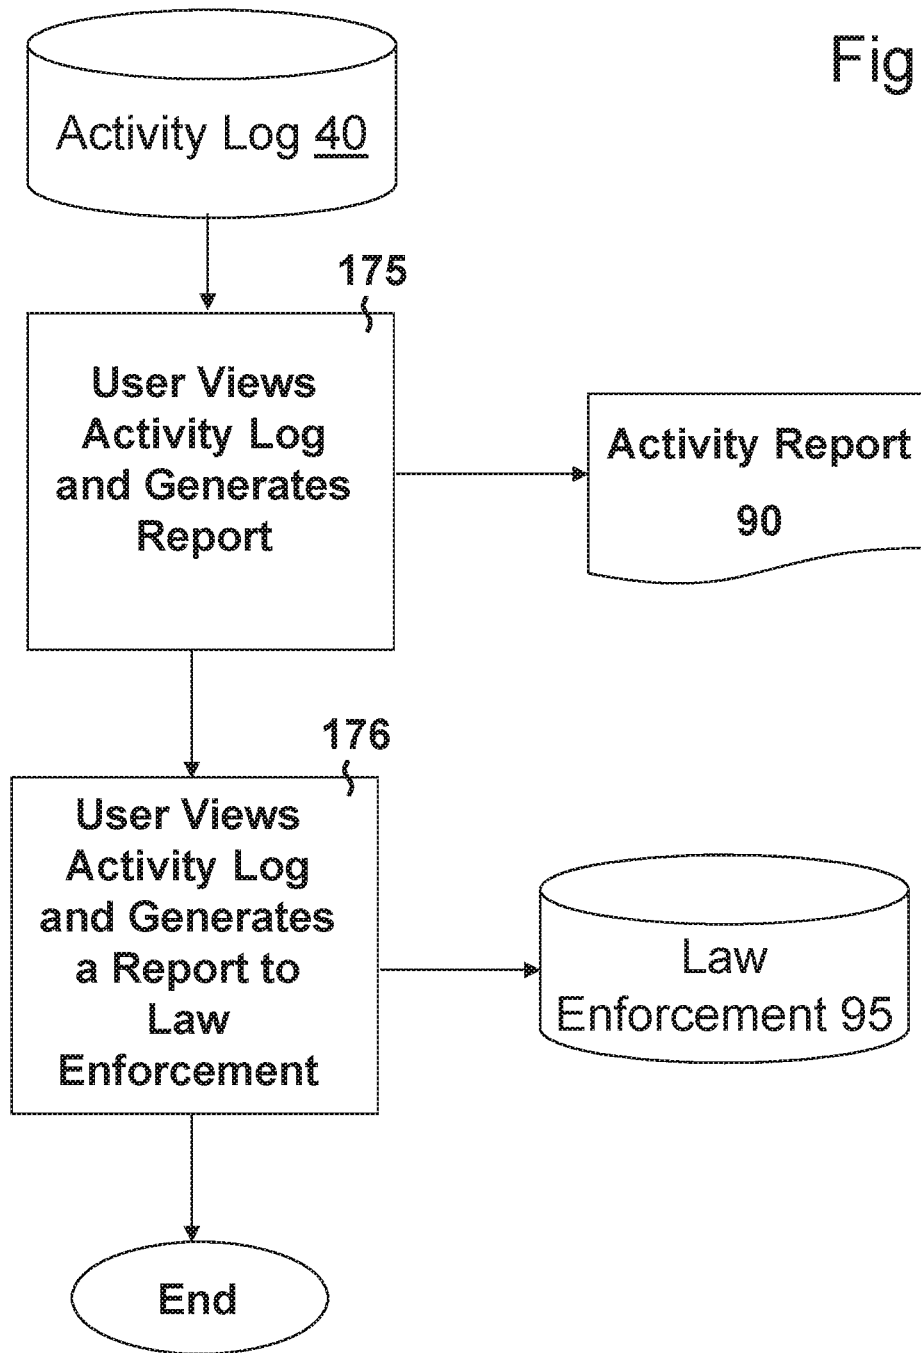 Fig
Activity Log 40
175
User Views
Activity Log
and Generates
Report
Activity Report
90
176
User Views
Activity Log
and Generates
a Report to
Law
Enforcement
Law
Enforcement 95
End